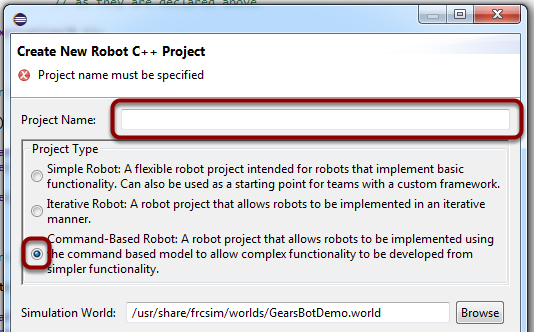 // as they are declared above
Create New Robot C++ Project
Project name must be specified
Project Name:
Project Type
Simple Robot: A flexible robot project intended for robots that implement basic
functionality. Can also be used as a starting point for teams with a custom framework.
Iterative Robot: A robot project that allows robots to be implemented in an iterative
manner.
Command-Based Robot: A robot project that allows robots to be implemented using
the command based model to allow complex functionality to be developed from
simpler functionality.
Simulation World: /usr/share/frcsim/worlds/GearsBotDemo.world Browse